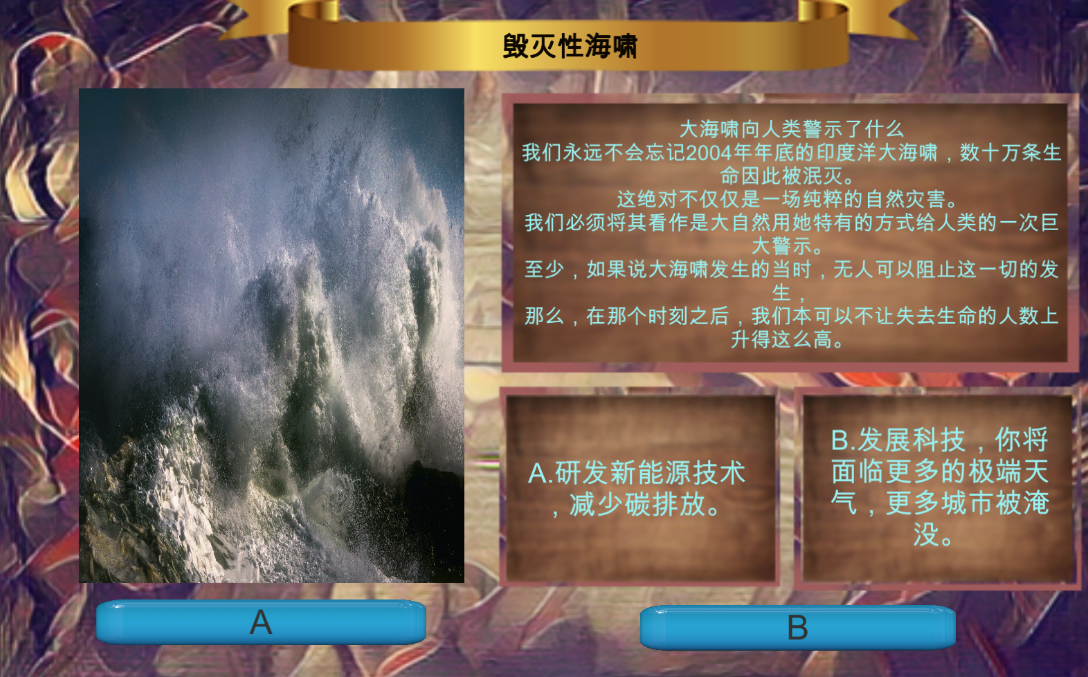 毁灭性海啸
大海啸向人类警示了什么
我们永远不会忘记2004年年底的印度洋大海啸，数十万条生
命因此被泯灭。
这绝对不仅仅是一场纯粹的自然灾害。
我们必须将其看作是大自然用她特有的方式给人类的一次巨
大警示。
至少，如果说大海啸发生的当时，无人可以阻止这一切的发
生，
那么，在那个时刻之后，我们本可以不让失去生命的人数上
升得这么高。
A.研发新能源技术
，减少碳排放。
B.发展科技，你将
面临更多的极端天
气，更多城市被淹
没。
A
B